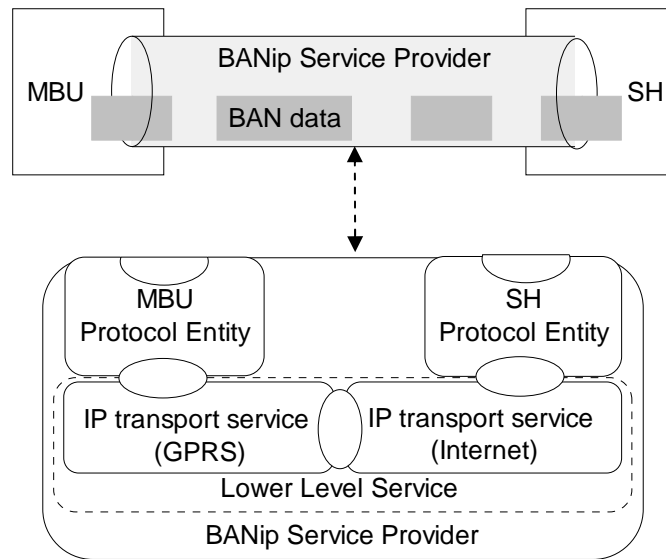 BANip Service Provider
MBU
SH
BAN data
MBU
Protocol Entity
SH
Protocol Entity
IP transport service
(GPRS)
IP transport service
(Internet)
Lower Level Service
BANip Service Provider